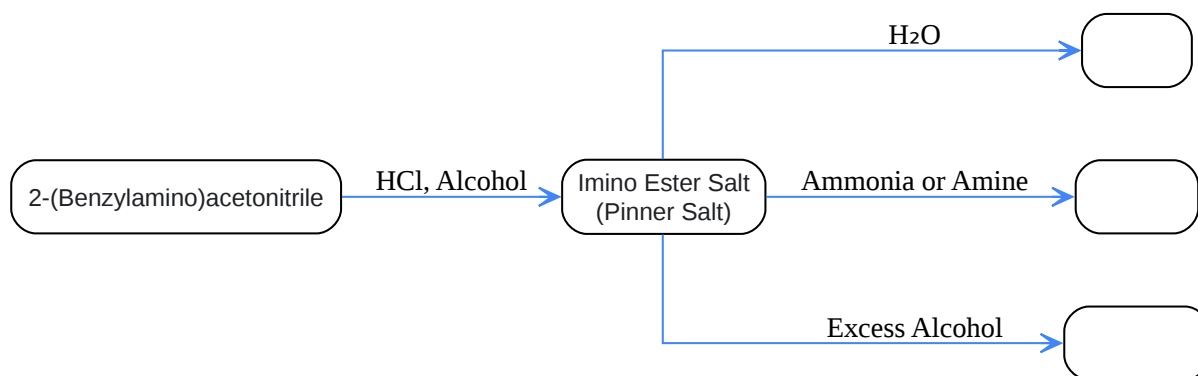 H₂O
2-(Benzylamino)acetonitrile
HCl, Alcohol
Imino Ester Salt
(Pinner Salt)
Ammonia or Amine
Excess Alcohol